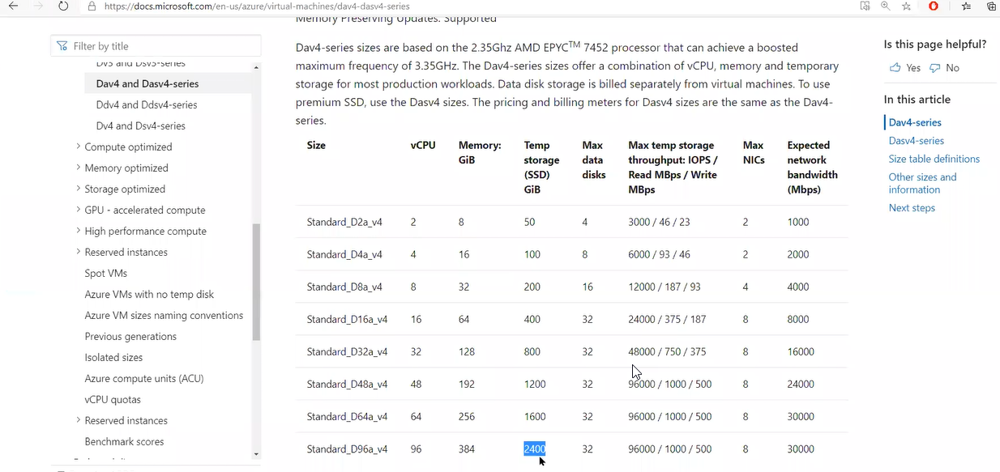 https://docs.microsoft.com/en-us/azure/virtual-machines/dav4-dasv4-series
Memory Preserving Updates: Supported
Filter by title
Dv3 and Dsv3-series
Dav4 and Dasv4-series
Ddv4 and Ddsv4-series
Dv4 and Dsv4-series
Compute optimized
Memory optimized
Storage optimized
GPU - accelerated compute
High performance compute
Reserved instances
Spot VMs
Azure VMs with no temp disk
Azure VM sizes naming conventions
Previous generations
Isolated sizes
Azure compute units (ACU)
vCPU quotas
Reserved instances
Benchmark scores
Dav4-series sizes are based on the 2.35Ghz AMD EPYC™ 7452 processor that can achieve a boosted
maximum frequency of 3.35GHz. The Dav4-series sizes offer a combination of vCPU, memory and temporary
storage for most production workloads. Data disk storage is billed separately from virtual machines. To use
premium SSD, use the Dasv4 sizes. The pricing and billing meters for Dasv4 sizes are the same as the Dav4-
series.
Size vCPU Memory: Temp Max Max temp storage Max Expected
GiB storage data throughput: IOPS / NICs network
(SSD) disks Read MBps / Write bandwidth
GiB MBps (Mbps)
Standard_D2a_v4 2 8 50 4 3000 / 46 / 23 2 1000
Standard_D4a_v4 4 16 100 8 6000 / 93 / 46 2 2000
Standard_D8a_v4 8 32 200 16 12000 / 187 / 93 4 4000
Standard_D16a_v4 16 64 400 32 24000 / 375 / 187 8 8000
Standard_D32a_v4 32 128 800 32 48000 / 750 / 375 8 16000
Standard_D48a_v4 48 192 1200 32 96000 / 1000 / 500 8 24000
Standard_D64a_v4 64 256 1600 32 96000 / 1000 / 500 8 30000
Standard_D96a_v4 96 384 2400 32 96000 / 1000 / 500 8 30000
Is this page helpful?
Yes No
In this article
Dav4-series
Dasv4-series
Size table definitions
Other sizes and
information
Next steps